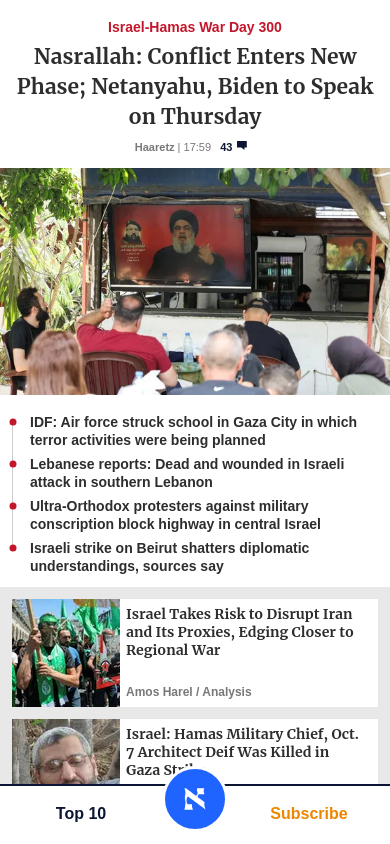 Israel-Hamas War Day 300
Nasrallah: Conflict Enters New
Phase; Netanyahu, Biden to Speak
on Thursday
Haaretz | 17:59 43
IDF: Air force struck school in Gaza City in which
terror activities were being planned
Lebanese reports: Dead and wounded in Israeli
attack in southern Lebanon
Ultra-Orthodox protesters against military
conscription block highway in central Israel
Israeli strike on Beirut shatters diplomatic
understandings, sources say
Israel Takes Risk to Disrupt Iran
and Its Proxies, Edging Closer to
Regional War
Amos Harel / Analysis
Israel: Hamas Military Chief, Oct.
7 Architect Deif Was Killed in
Gaza
Top 10
Subscribe